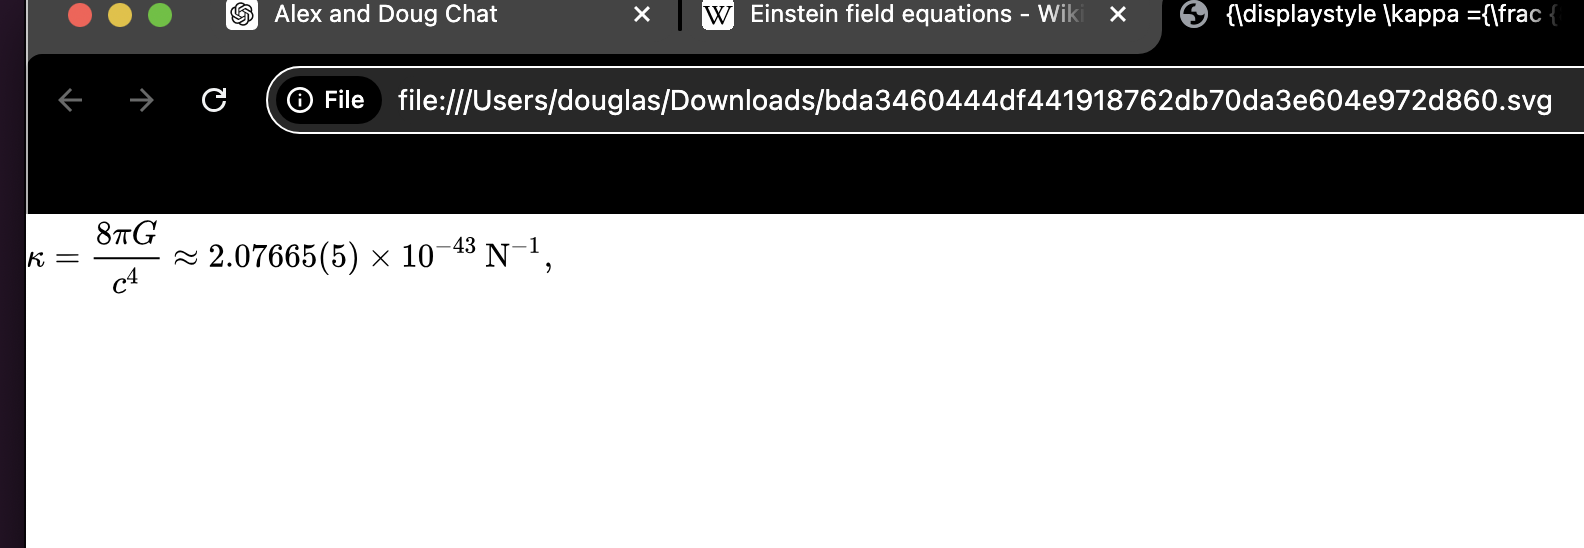 Alex and Doug Chat
Einstein field equations - Wiki
{\displaystyle \kappa ={\frac {
File
file:///Users/douglas/Downloads/bda3460444df441918762db70da3e604e972d860.svg
κ = 8πG/c⁴ ≈ 2.07665(5) × 10⁻⁴³ N⁻¹,